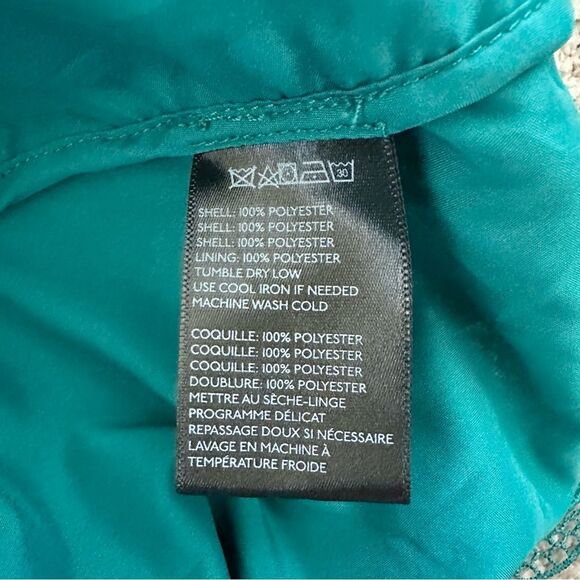 30
SHELL: 100% POLYESTER
SHELL: 100% POLYESTER
SHELL: 100% POLYESTER
LINING: 100% POLYESTER
TUMBLE DRY LOW
USE COOL IRON IF NEEDED
MACHINE WASH COLD
COQUILLE: 100% POLYESTER
COQUILLE: 100% POLYESTER
COQUILLE: 100% POLYESTER
DOUBLURE: 100% POLYESTER
METTRE AU SÈCHE-LINGE
PROGRAMME DÉLICAT
REPASSAGE DOUX SI NÉCESSAIRE
LAVAGE EN MACHINE À
TEMPÉRATURE FROIDE